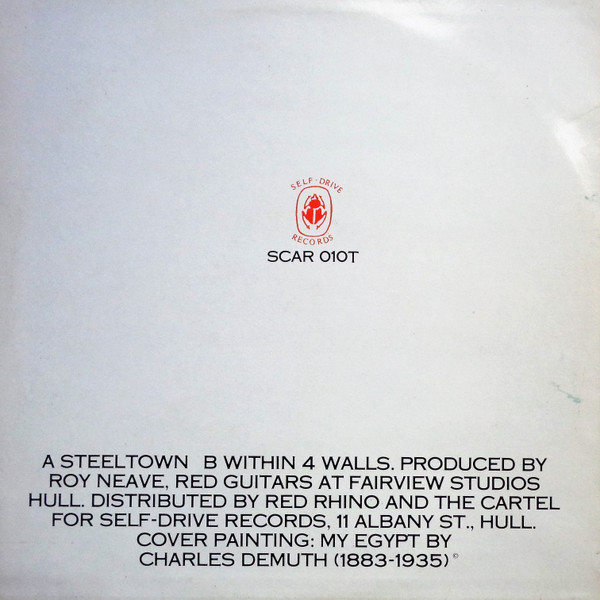 SELF-DRIVE
RECORDS
SCAR 010T
A STEELTOWN B WITHIN 4 WALLS. PRODUCED BY
ROY NEAVE, RED GUITARS AT FAIRVIEW STUDIOS
HULL. DISTRIBUTED BY RED RHINO AND THE CARTEL
FOR SELF-DRIVE RECORDS, 11 ALBANY ST., HULL.
COVER PAINTING: MY EGYPT BY
CHARLES DEMUTH (1883-1935) ©